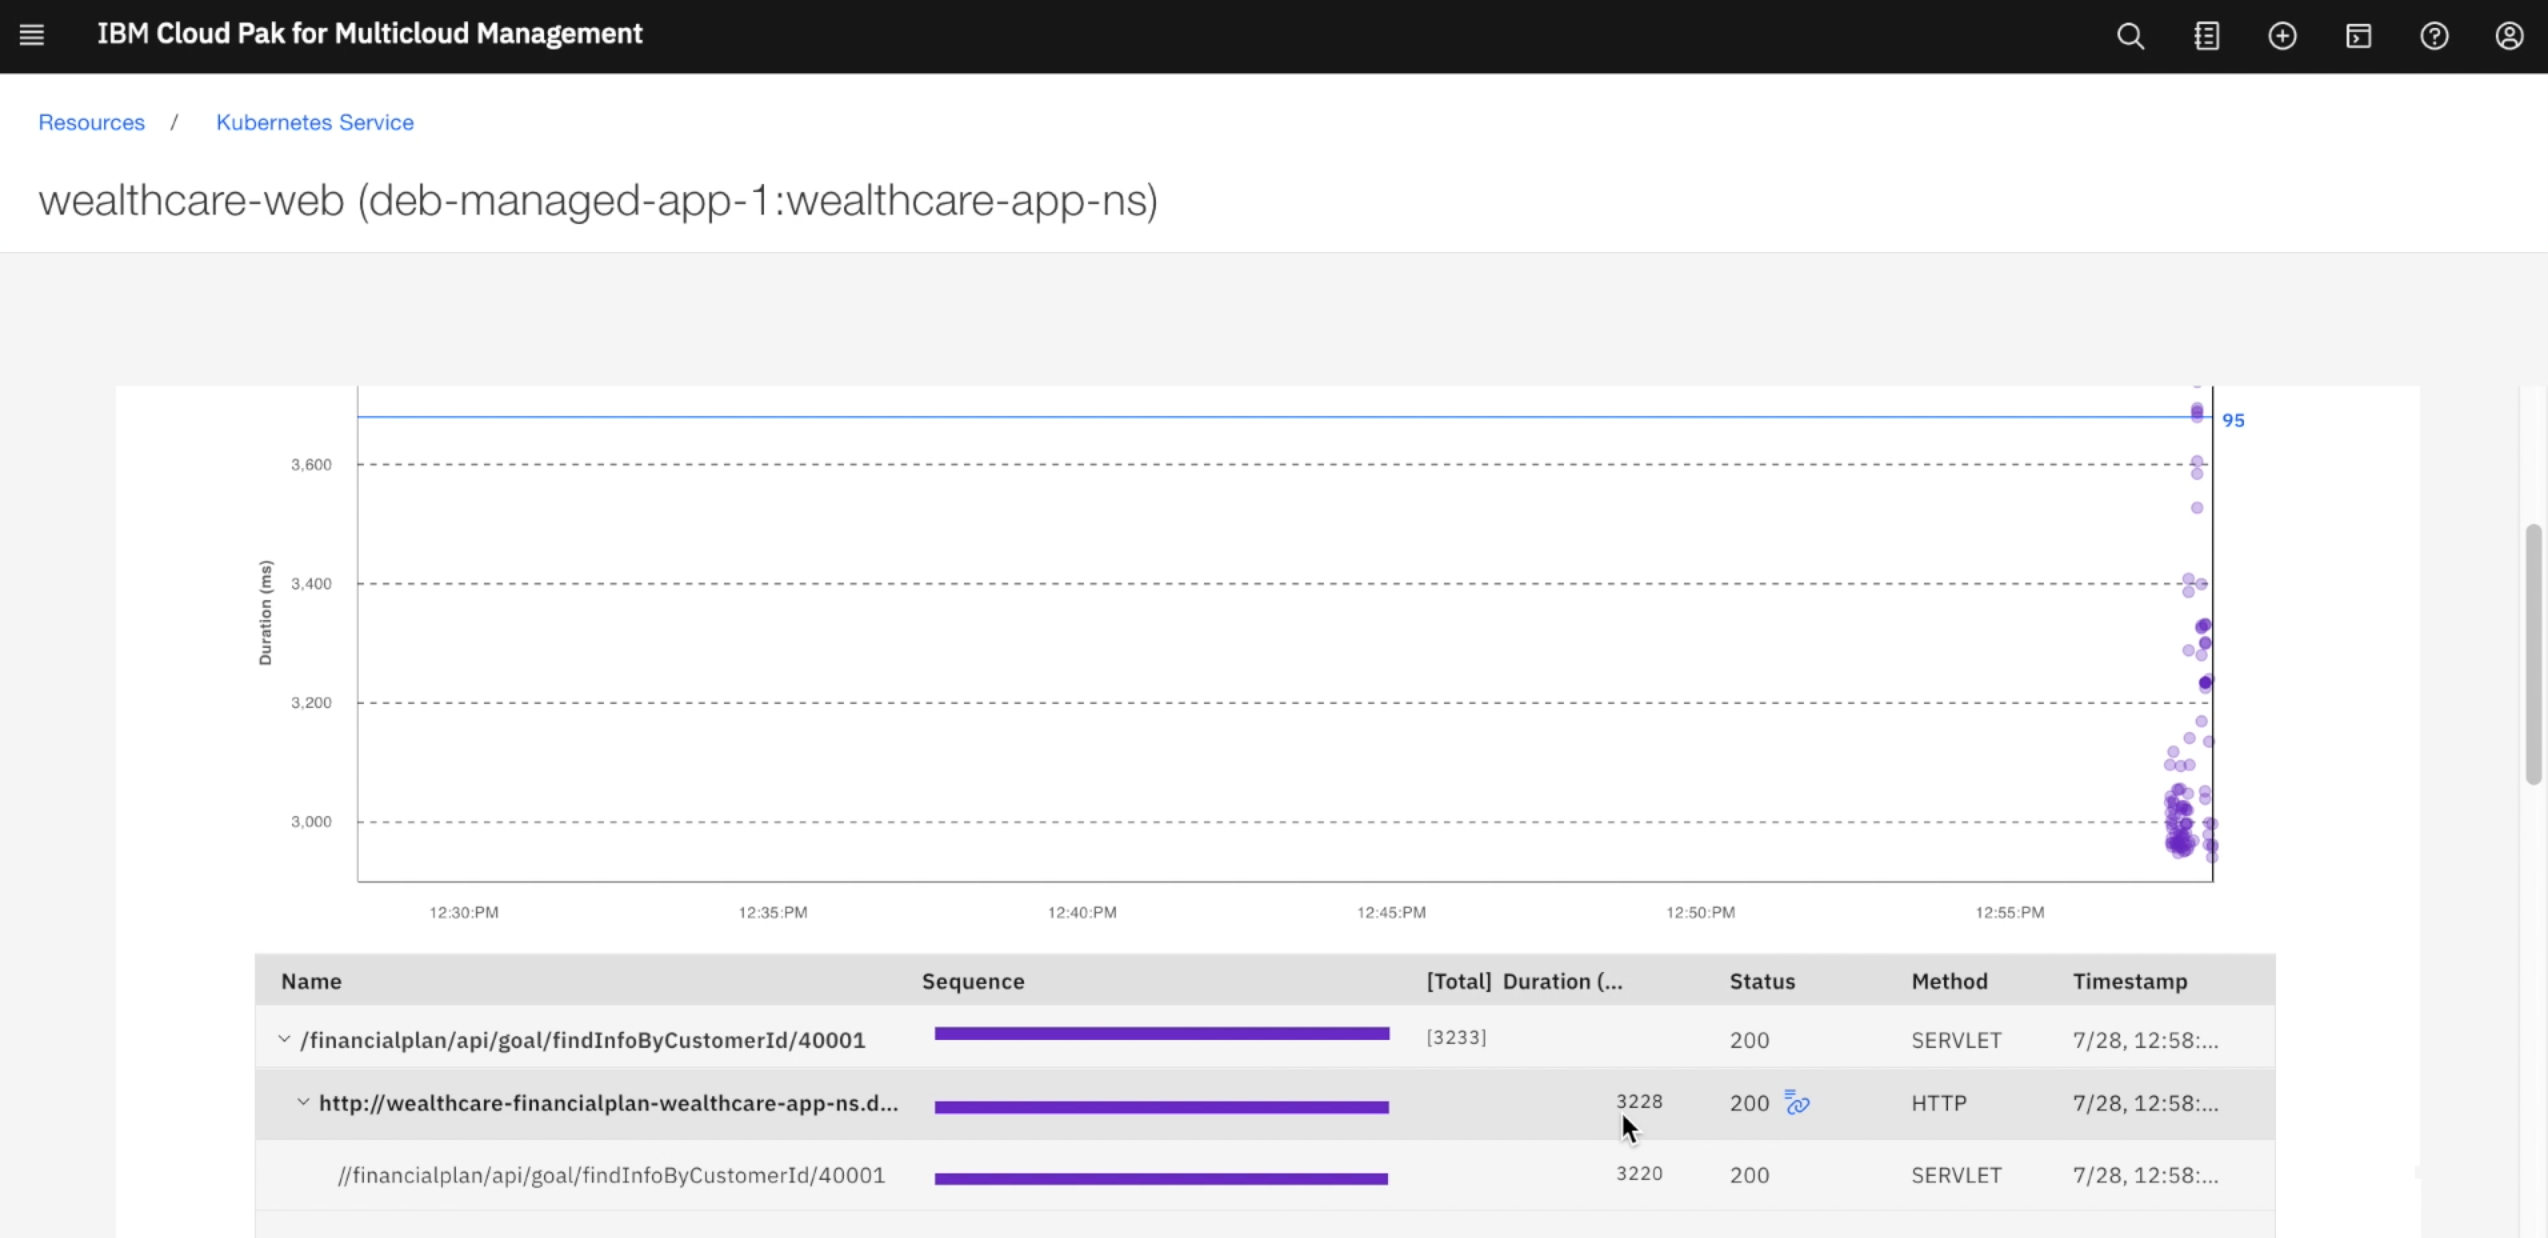 IBM Cloud Pak for Multicloud Management
Resources / Kubernetes Service
wealthcare-web (deb-managed-app-1:wealthcare-app-ns)
95
3,600
3,400
3,200
3,000
Duration (ms)
12:30:PM 12:35:PM 12:40:PM 12:45:PM 12:50:PM 12:55:PM
Name Sequence [Total] Duration (... Status Method Timestamp
/financialplan/api/goal/findInfoByCustomerId/40001 [3233] 200 SERVLET 7/28, 12:58:...
http://wealthcare-financialplan-wealthcare-app-ns.d... 3228 200 HTTP 7/28, 12:58:...
//financialplan/api/goal/findInfoByCustomerId/40001 3220 200 SERVLET 7/28, 12:58:...